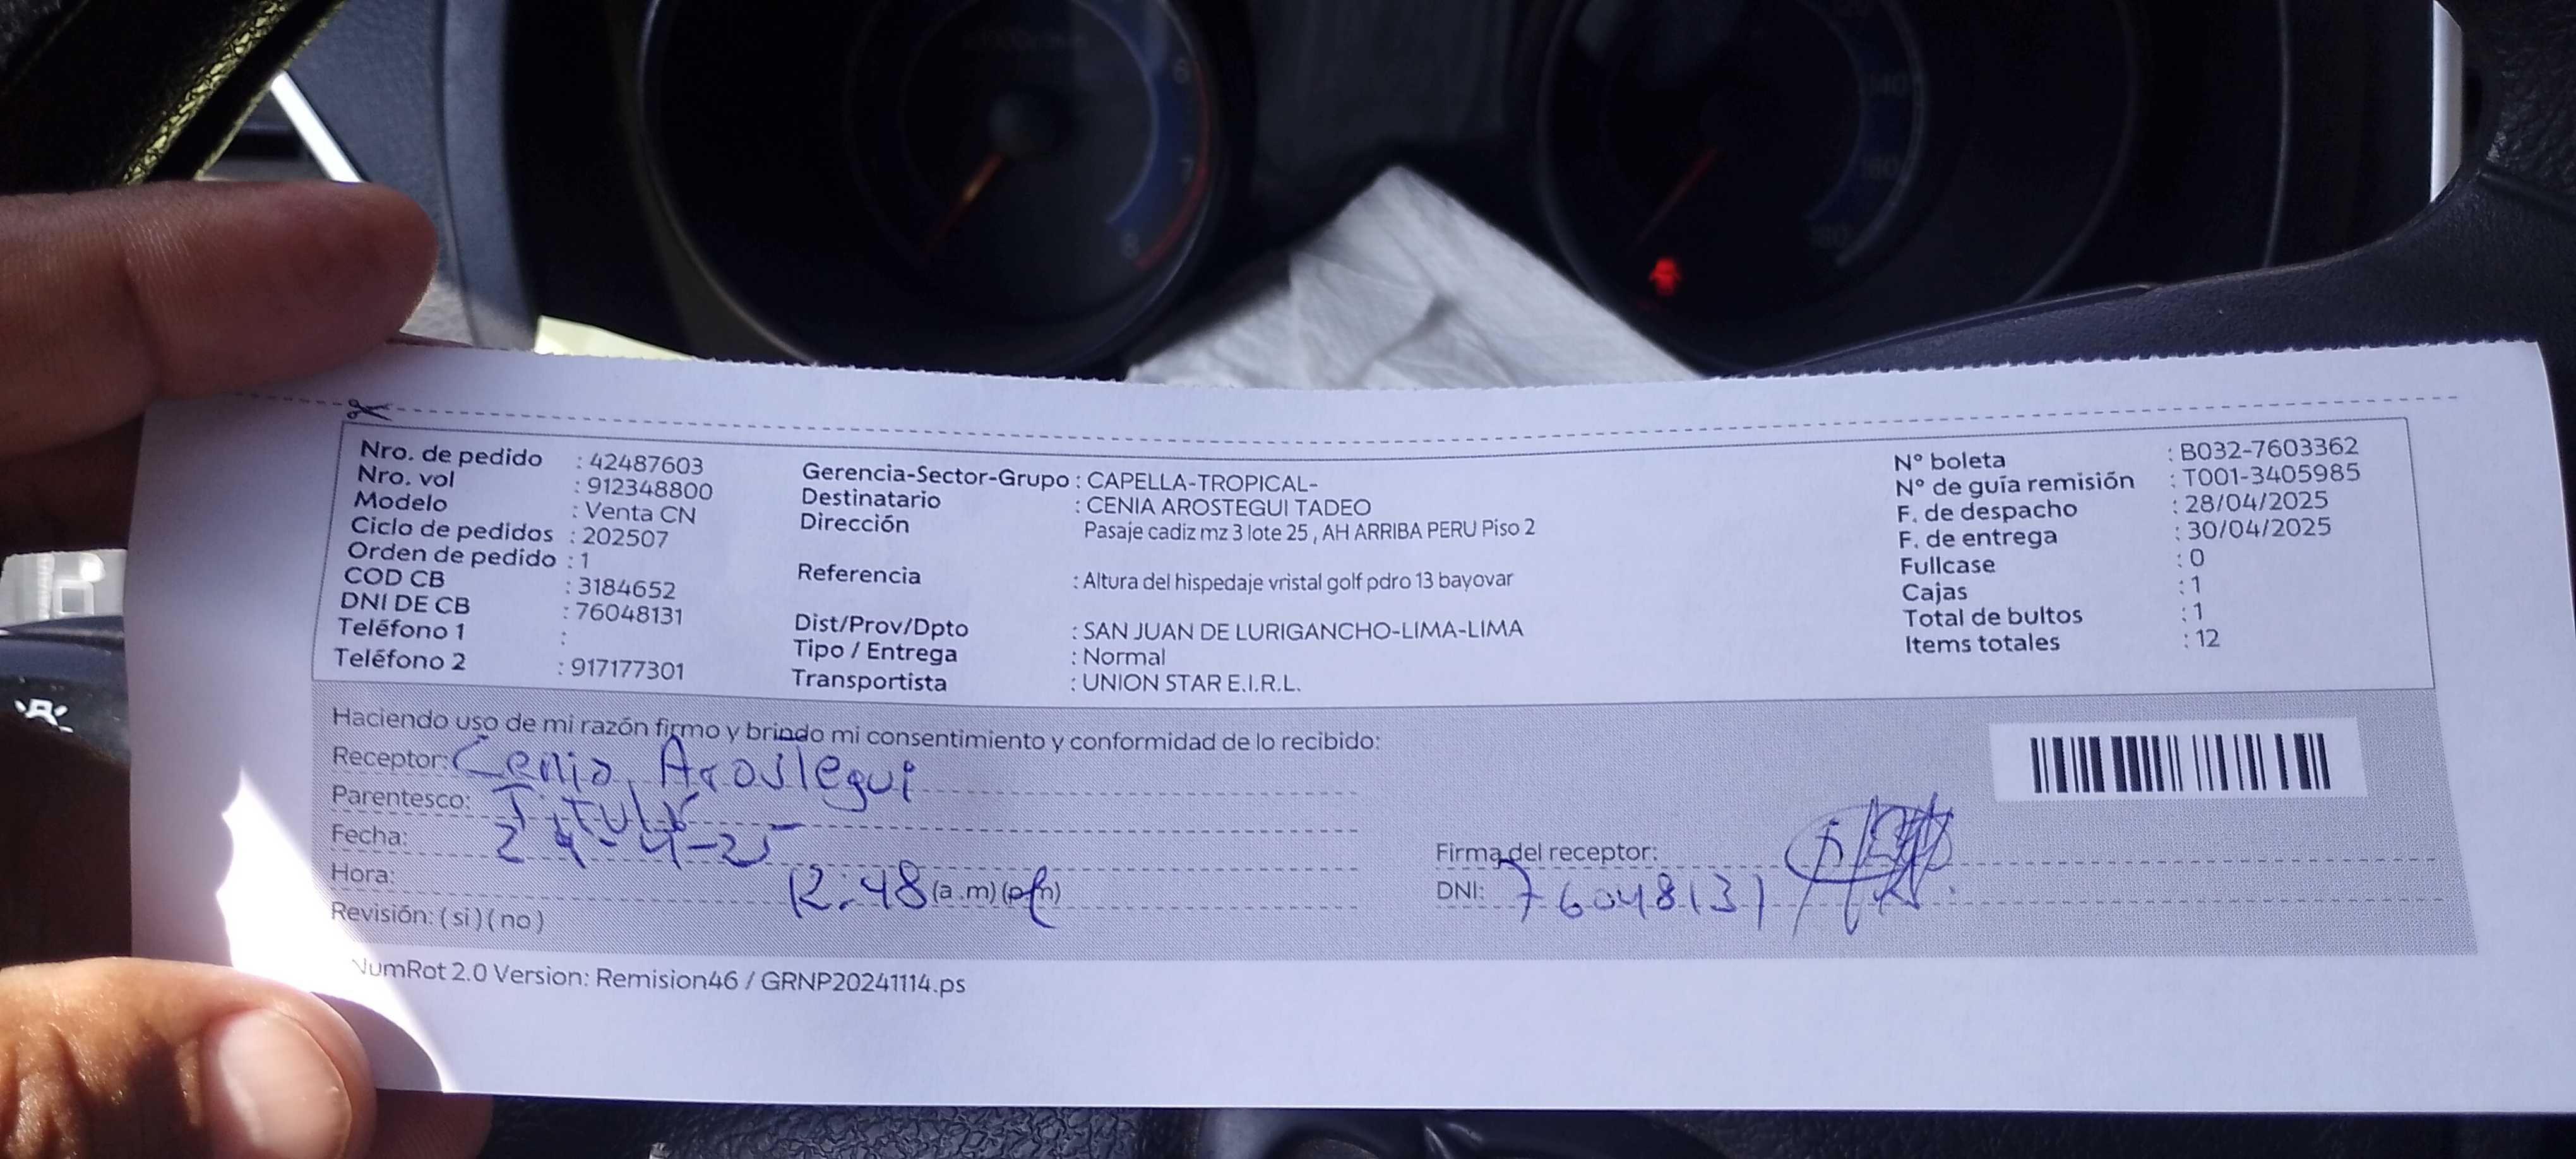 Nro. de pedido : 42487603
Nro. vol : 912348800
Modelo : Venta CN
Ciclo de pedidos : 202507
Orden de pedido : 1
COD CB : 3184652
DNI DE CB : 76048131
Teléfono 1 :
Teléfono 2 : 917177301
Gerencia-Sector-Grupo : CAPELLA-TROPICAL-
Destinatario : CENIA AROSTEGUI TADEO
Dirección Pasaje cadiz mz 3 lote 25 , AH ARRIBA PERU Piso 2
Referencia : Altura del hispedaje vristal golf pdro 13 bayovar
Dist/Prov/Dpto : SAN JUAN DE LURIGANCHO-LIMA-LIMA
Tipo / Entrega : Normal
Transportista : UNION STAR E.I.R.L.
N° boleta : B032-7603362
N° de guía remisión : T001-3405985
F. de despacho : 28/04/2025
F. de entrega : 30/04/2025
Fullcase : 0
Cajas : 1
Total de bultos : 1
Items totales : 12
Haciendo uso de mi razón firmo y brindo mi consentimiento y conformidad de lo recibido:
Receptor: Cenia Arostegui
Parentesco: Titular
Fecha:
Hora: 12:48 (a.m) (pm)
Revisión: (si) (no)
Firma del receptor:
DNI: 76048131
NumRot 2.0 Version: Remision46 / GRNP20241114.ps
6
7
8
140
160
180